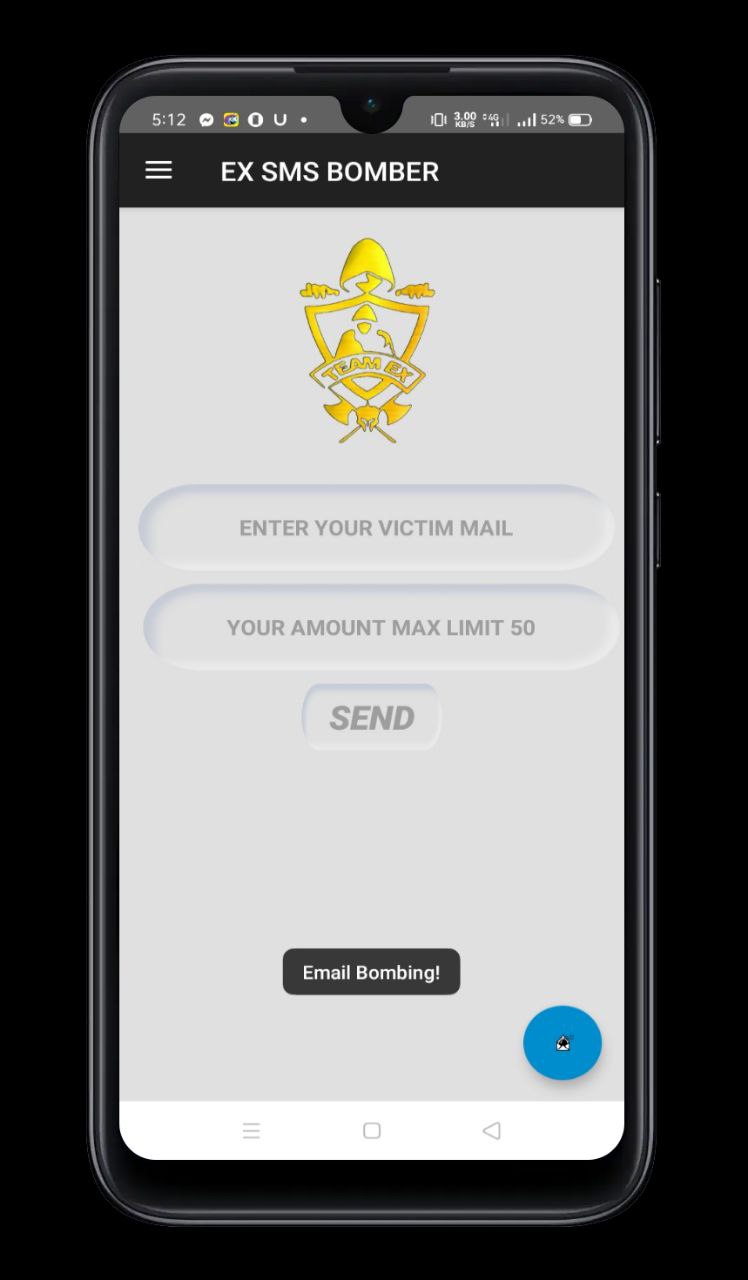 5:12 3.00 KB/S 4G 52%
EX SMS BOMBER
TEAM EX
ENTER YOUR VICTIM MAIL
YOUR AMOUNT MAX LIMIT 50
SEND
Email Bombing!